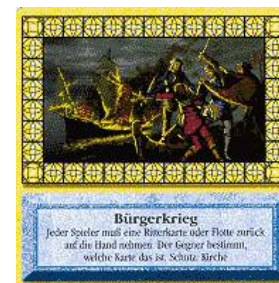 Bürgerkrieg
Jeder Spieler muß eine Ritterkarte oder Flotte zurück
auf die Hand nehmen. Der Gegner bestimmt,
welche Karte das ist. Schutz: Kirche